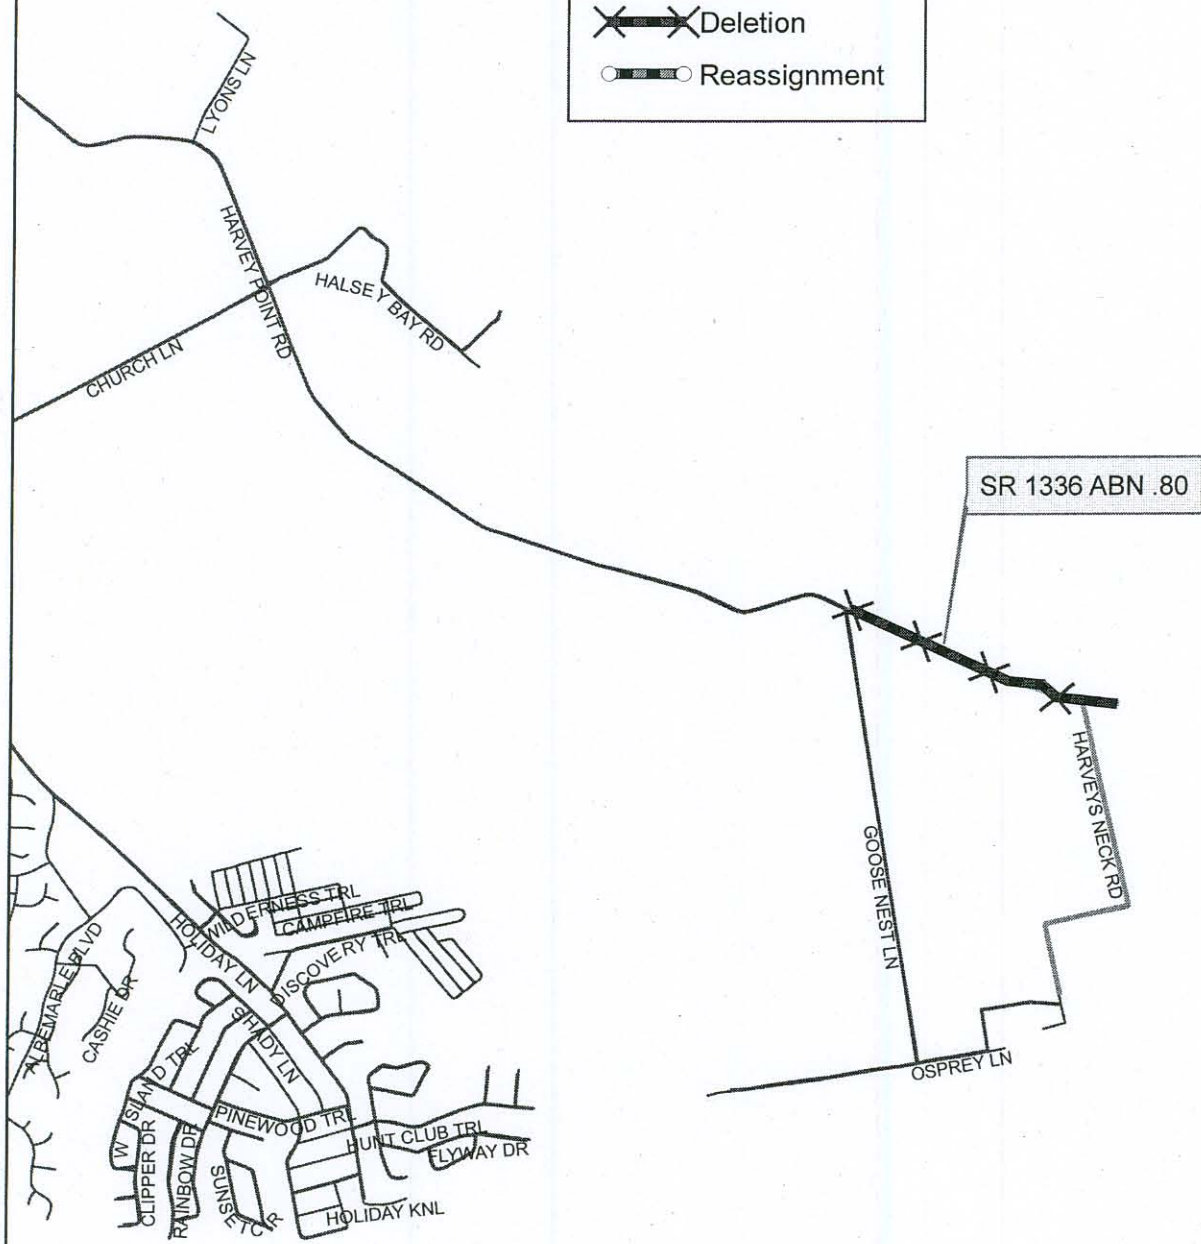 Deletion
Reassignment
LYONS LN
HARVEY POINT RD
HALSEY BAY RD
CHURCH LN
SR 1336 ABN .80
HARVEYS NECK RD
GOOSE NEST LN
OSPREY LN
WILDERNESS TRL
CAMPFIRE TRL
DISCOVERY TRL
HOLIDAY LN
ALBEMARLE BLVD
CASHIE DR
SHADY LN
W ISLAND TRL
PINEWOOD TRL
HUNT CLUB TRL
FLYWAY DR
CLIPPER DR
RAINBOW DR
SUNSET CIR
HOLIDAY KNL